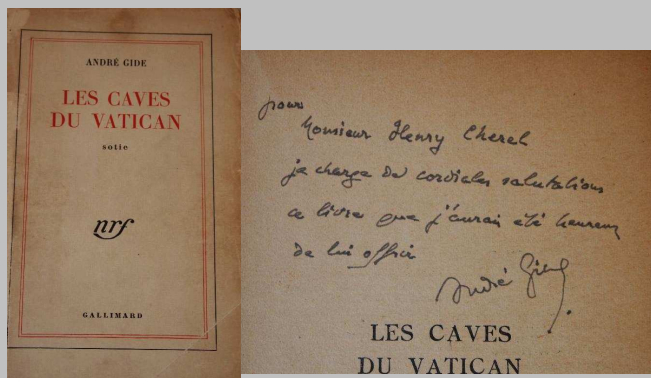 ANDRÉ GIDE
LES CAVES
DU VATICAN
sotie
nrf
GALLIMARD
pour
Monsieur Henry Cherel
je charge de cordiales salutations
ce livre que j'aurais été heureux
de lui offrir
André Gide
LES CAVES
DU VATICAN